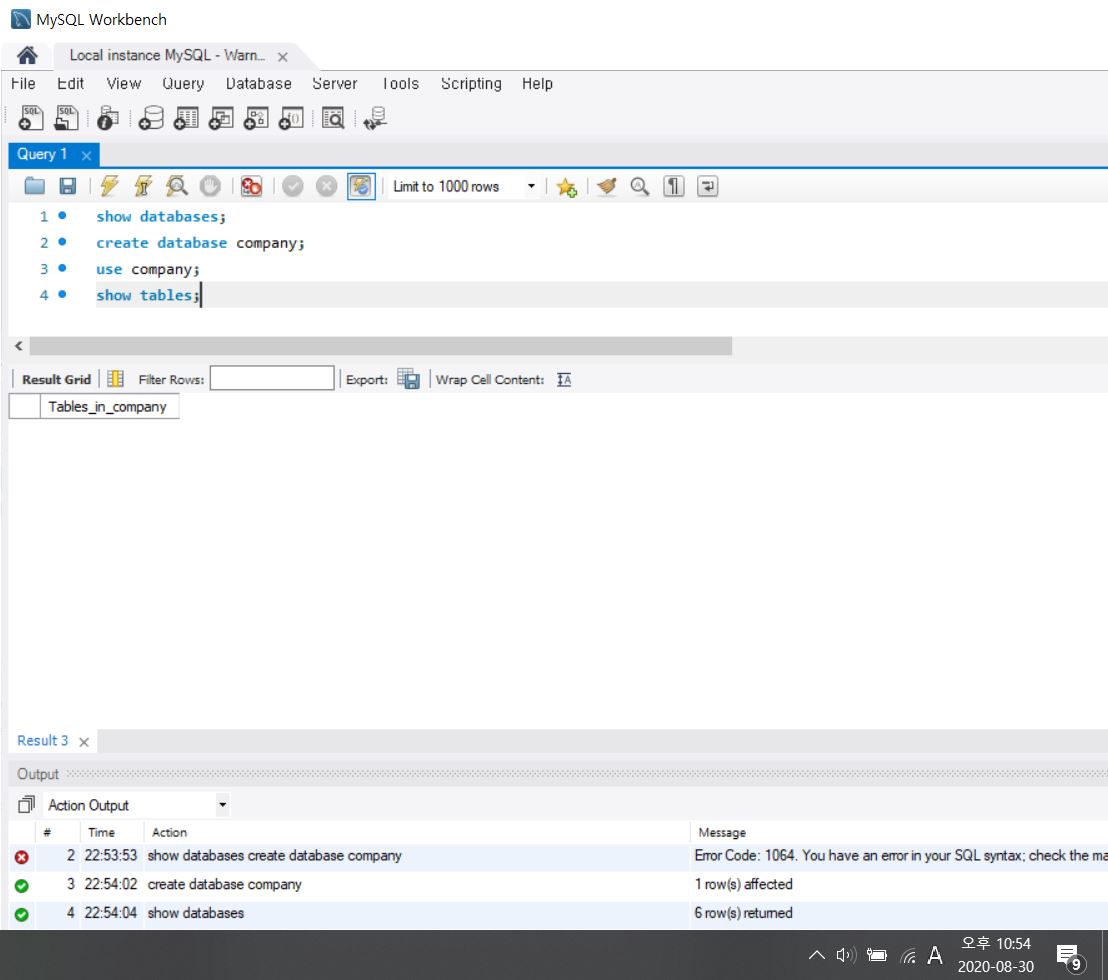 MySQL Workbench
Local instance MySQL - Warn...
File Edit View Query Database Server Tools Scripting Help
SQL SQL
Query 1
Limit to 1000 rows
1 show databases;
2 create database company;
3 use company;
4 show tables;
Result Grid Filter Rows: Export: Wrap Cell Content:
Tables_in_company
Result 3
Output
Action Output
# Time Action Message
2 22:53:53 show databases create database company Error Code: 1064. You have an error in your SQL syntax; check the ma
3 22:54:02 create database company 1 row(s) affected
4 22:54:04 show databases 6 row(s) returned
A 오후 10:54
2020-08-30 9